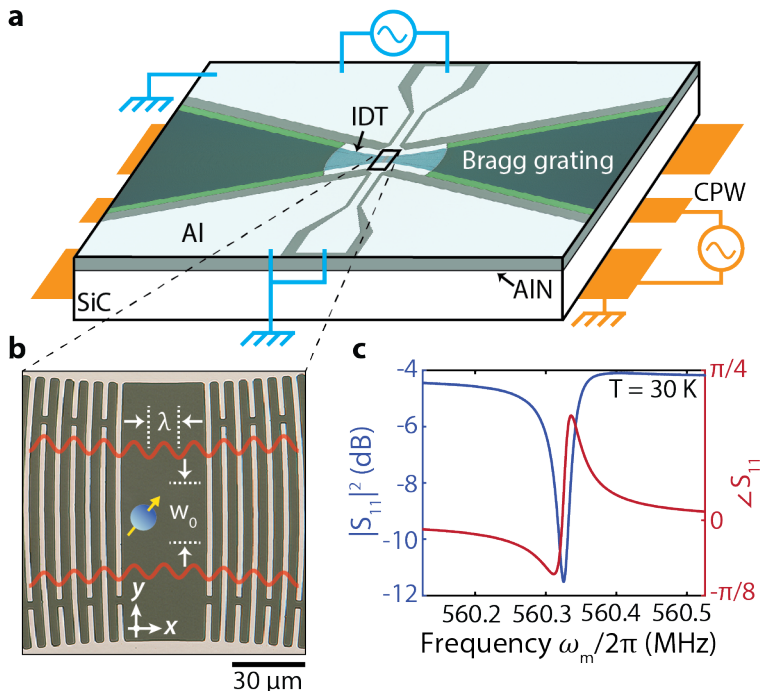 a
IDT
Bragg grating
CPW
Al
AlN
SiC
b
λ
w₀
y
x
30 μm
c
T = 30 K
|S₁₁|² (dB)
-4
-6
-8
-10
-12
∠S₁₁
π/4
0
-π/8
560.2 560.3 560.4 560.5
Frequency ωₘ/2π (MHz)